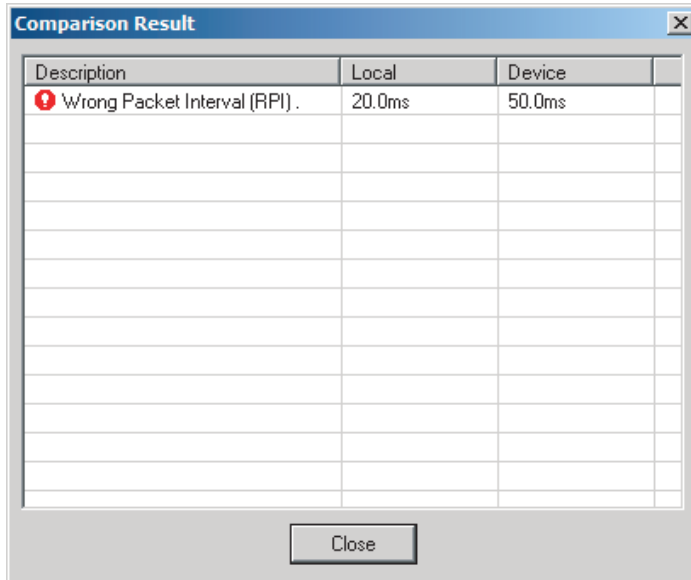 Comparison Result
Description Local Device
Wrong Packet Interval (RPI) . 20.0ms 50.0ms
Close